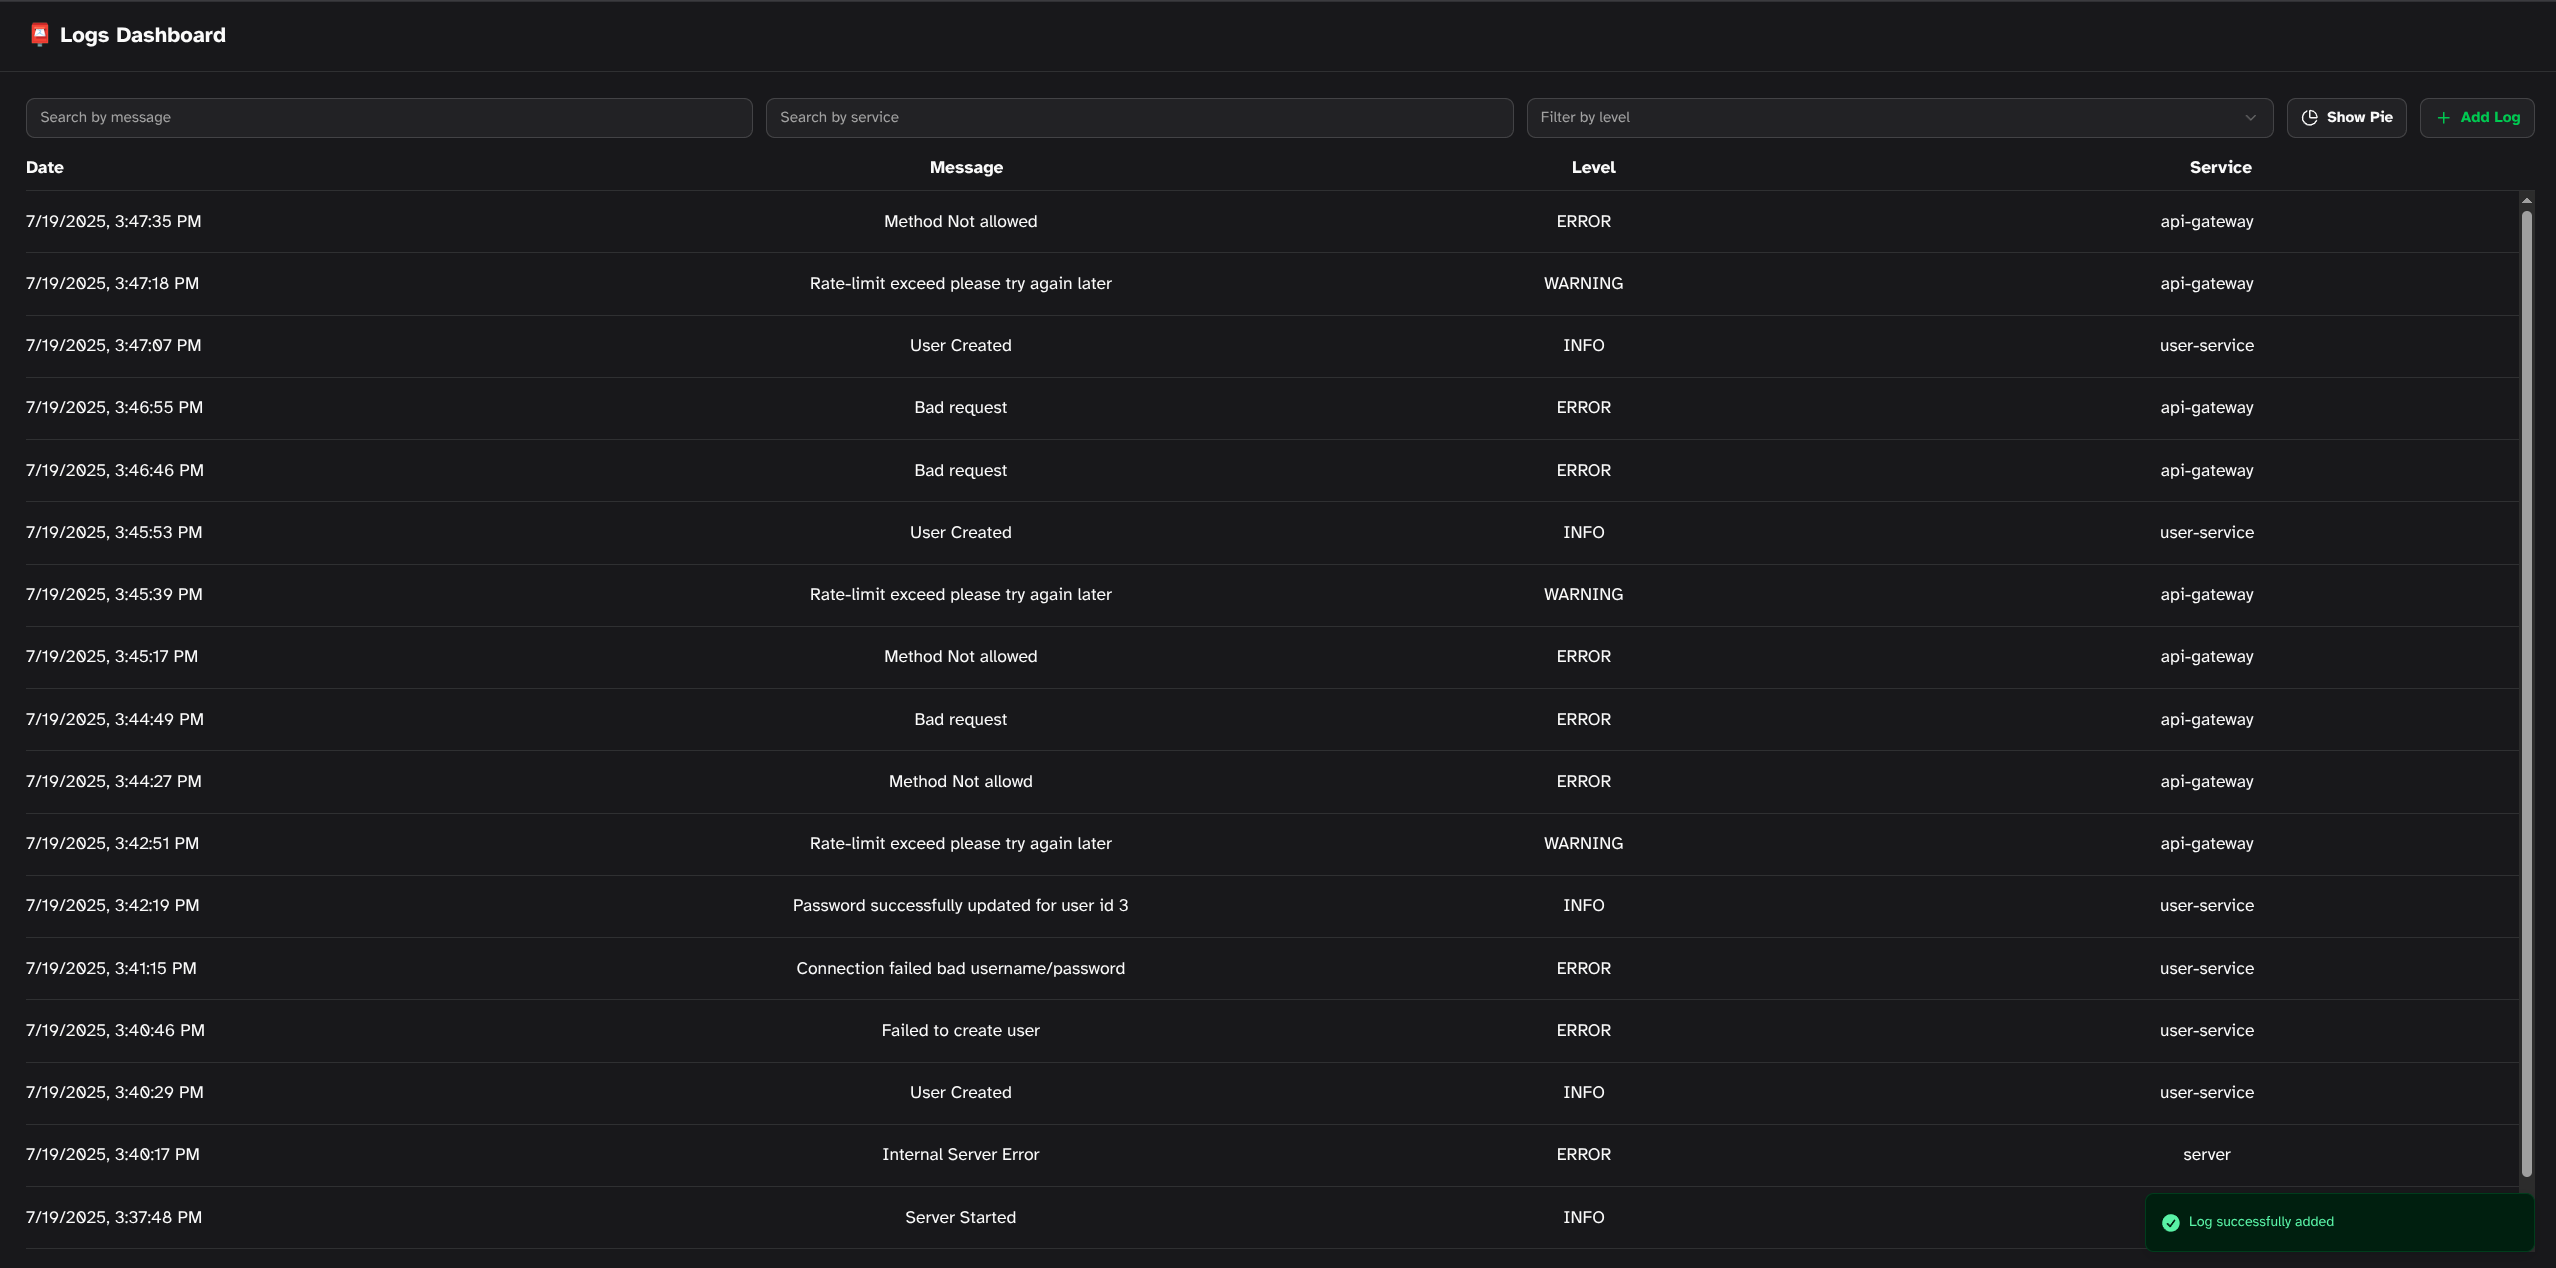 Logs Dashboard
Search by message Search by service Filter by level Show Pie + Add Log
Date Message Level Service
7/19/2025, 3:47:35 PM Method Not allowed ERROR api-gateway
7/19/2025, 3:47:18 PM Rate-limit exceed please try again later WARNING api-gateway
7/19/2025, 3:47:07 PM User Created INFO user-service
7/19/2025, 3:46:55 PM Bad request ERROR api-gateway
7/19/2025, 3:46:46 PM Bad request ERROR api-gateway
7/19/2025, 3:45:53 PM User Created INFO user-service
7/19/2025, 3:45:39 PM Rate-limit exceed please try again later WARNING api-gateway
7/19/2025, 3:45:17 PM Method Not allowed ERROR api-gateway
7/19/2025, 3:44:49 PM Bad request ERROR api-gateway
7/19/2025, 3:44:27 PM Method Not allowd ERROR api-gateway
7/19/2025, 3:42:51 PM Rate-limit exceed please try again later WARNING api-gateway
7/19/2025, 3:42:19 PM Password successfully updated for user id 3 INFO user-service
7/19/2025, 3:41:15 PM Connection failed bad username/password ERROR user-service
7/19/2025, 3:40:46 PM Failed to create user ERROR user-service
7/19/2025, 3:40:29 PM User Created INFO user-service
7/19/2025, 3:40:17 PM Internal Server Error ERROR server
7/19/2025, 3:37:48 PM Server Started INFO
Log successfully added